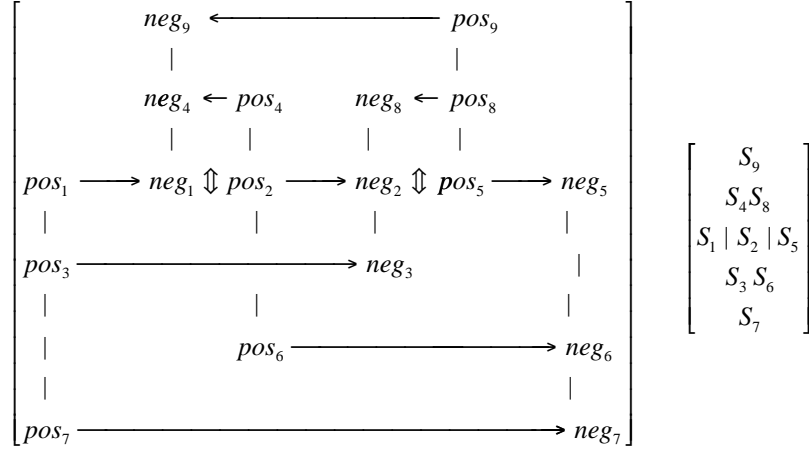 neg₉ ← pos₉
| |
neg₄ ← pos₄ neg₈ ← pos₈
| | | |
pos₁ → neg₁ ⇕ pos₂ → neg₂ ⇕ pos₅ → neg₅
| | | |
pos₃ → neg₃ |
| | |
pos₆ → neg₆
| |
pos₇ → neg₇
S₉
S₄S₈
S₁ | S₂ | S₅
S₃ S₆
S₇